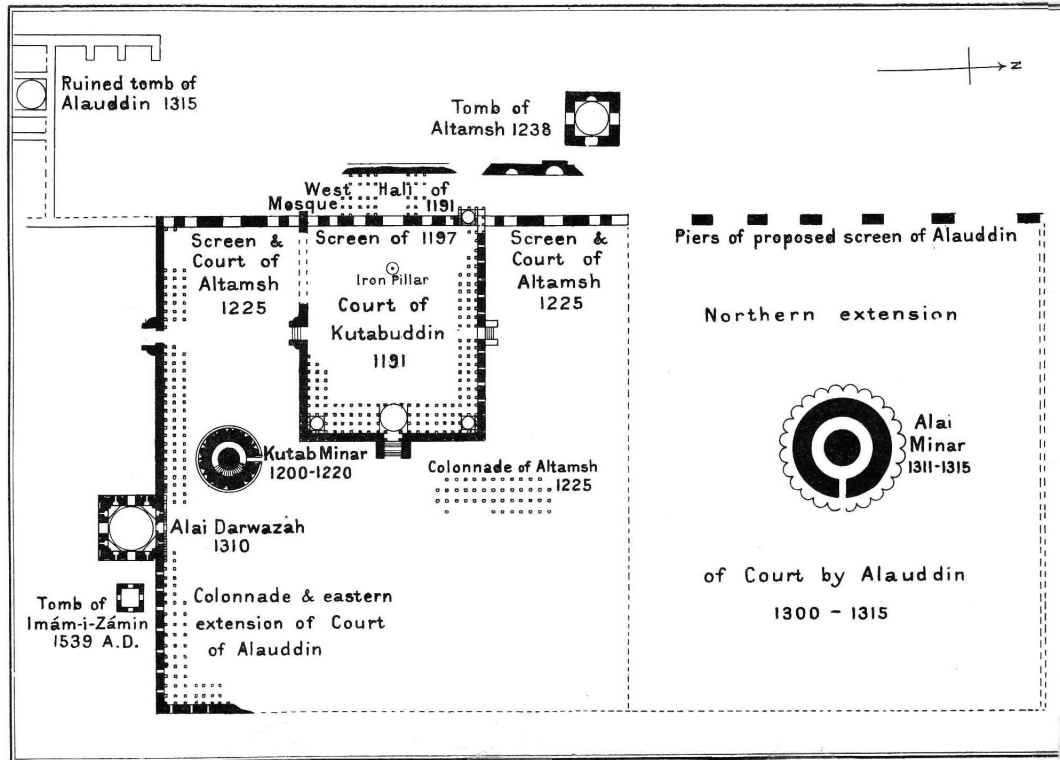 Ruined tomb of
Alauddin 1315
Tomb of
Altamsh 1238
N
West Hall of
Mosque 1191
Screen &
Court of
Altamsh
1225
Screen of 1197
Iron Pillar
Court of
Kutabuddin
1191
Screen &
Court of
Altamsh
1225
Piers of proposed screen of Alauddin
Northern extension
Alai
Minar
1311-1315
of Court by Alauddin
1300 - 1315
Kutab Minar
1200-1220
Colonnade of Altamsh
1225
Alai Darwazah
1310
Tomb of
Imám-i-Zámin
1539 A.D.
Colonnade & eastern
extension of Court
of Alauddin